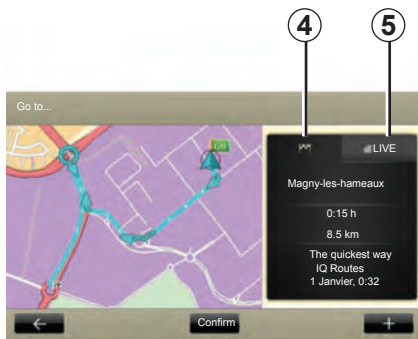 4 5
Go to...
LIVE
Magny-les-hameaux
0:15 h
8.5 km
The quickest way
IQ Routes
1 Janvier, 0:32
Confirm